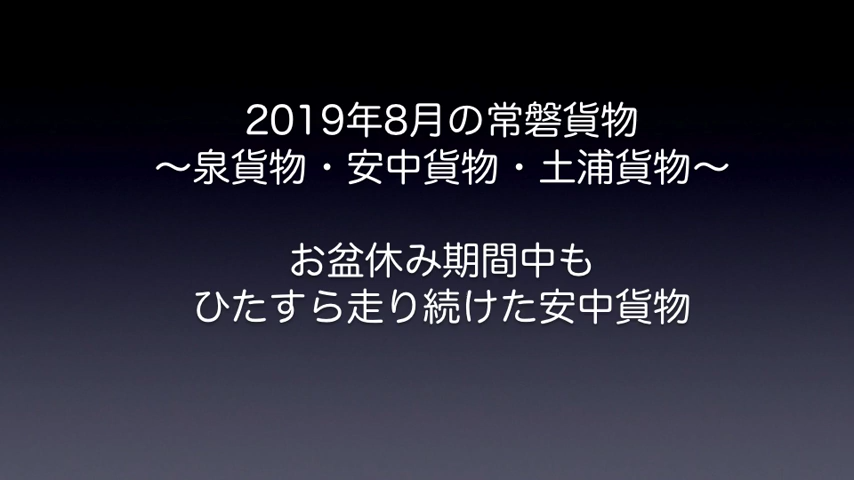 2019年8月の常磐貨物
〜泉貨物・安中貨物・土浦貨物〜
お盆休み期間中も
ひたすら走り続けた安中貨物